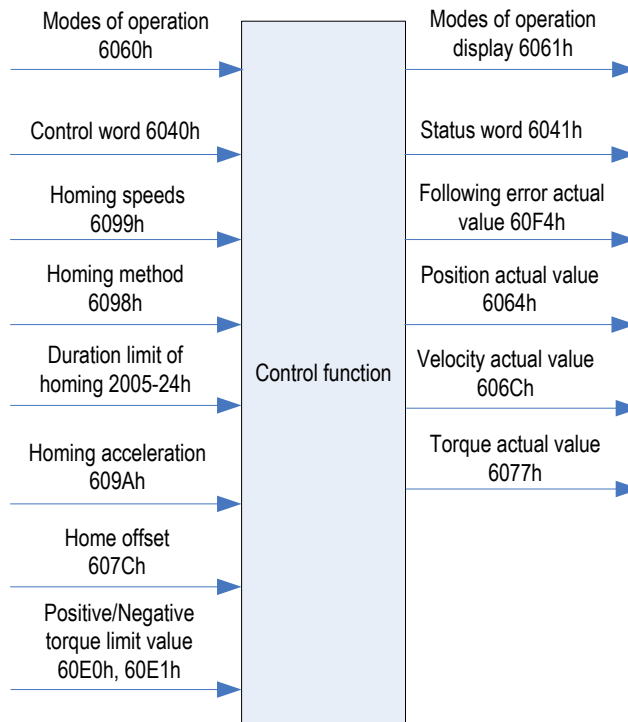 Modes of operation
6060h
Control word 6040h
Homing speeds
6099h
Homing method
6098h
Duration limit of
homing 2005-24h
Homing acceleration
609Ah
Home offset
607Ch
Positive/Negative
torque limit value
60E0h, 60E1h
Control function
Modes of operation
display 6061h
Status word 6041h
Following error actual
value 60F4h
Position actual value
6064h
Velocity actual value
606Ch
Torque actual value
6077h